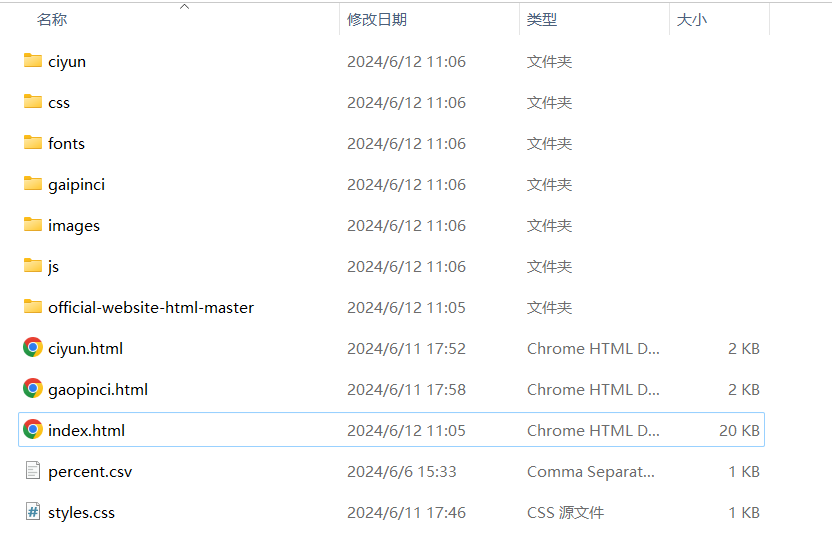 名称 修改日期 类型 大小
ciyun 2024/6/12 11:06 文件夹
css 2024/6/12 11:06 文件夹
fonts 2024/6/12 11:06 文件夹
gaipinci 2024/6/12 11:06 文件夹
images 2024/6/12 11:06 文件夹
js 2024/6/12 11:06 文件夹
official-website-html-master 2024/6/12 11:05 文件夹
ciyun.html 2024/6/11 17:52 Chrome HTML D... 2 KB
gaopinci.html 2024/6/11 17:58 Chrome HTML D... 2 KB
index.html 2024/6/12 11:05 Chrome HTML D... 20 KB
percent.csv 2024/6/6 15:33 Comma Separat... 1 KB
styles.css 2024/6/11 17:46 CSS 源文件 1 KB